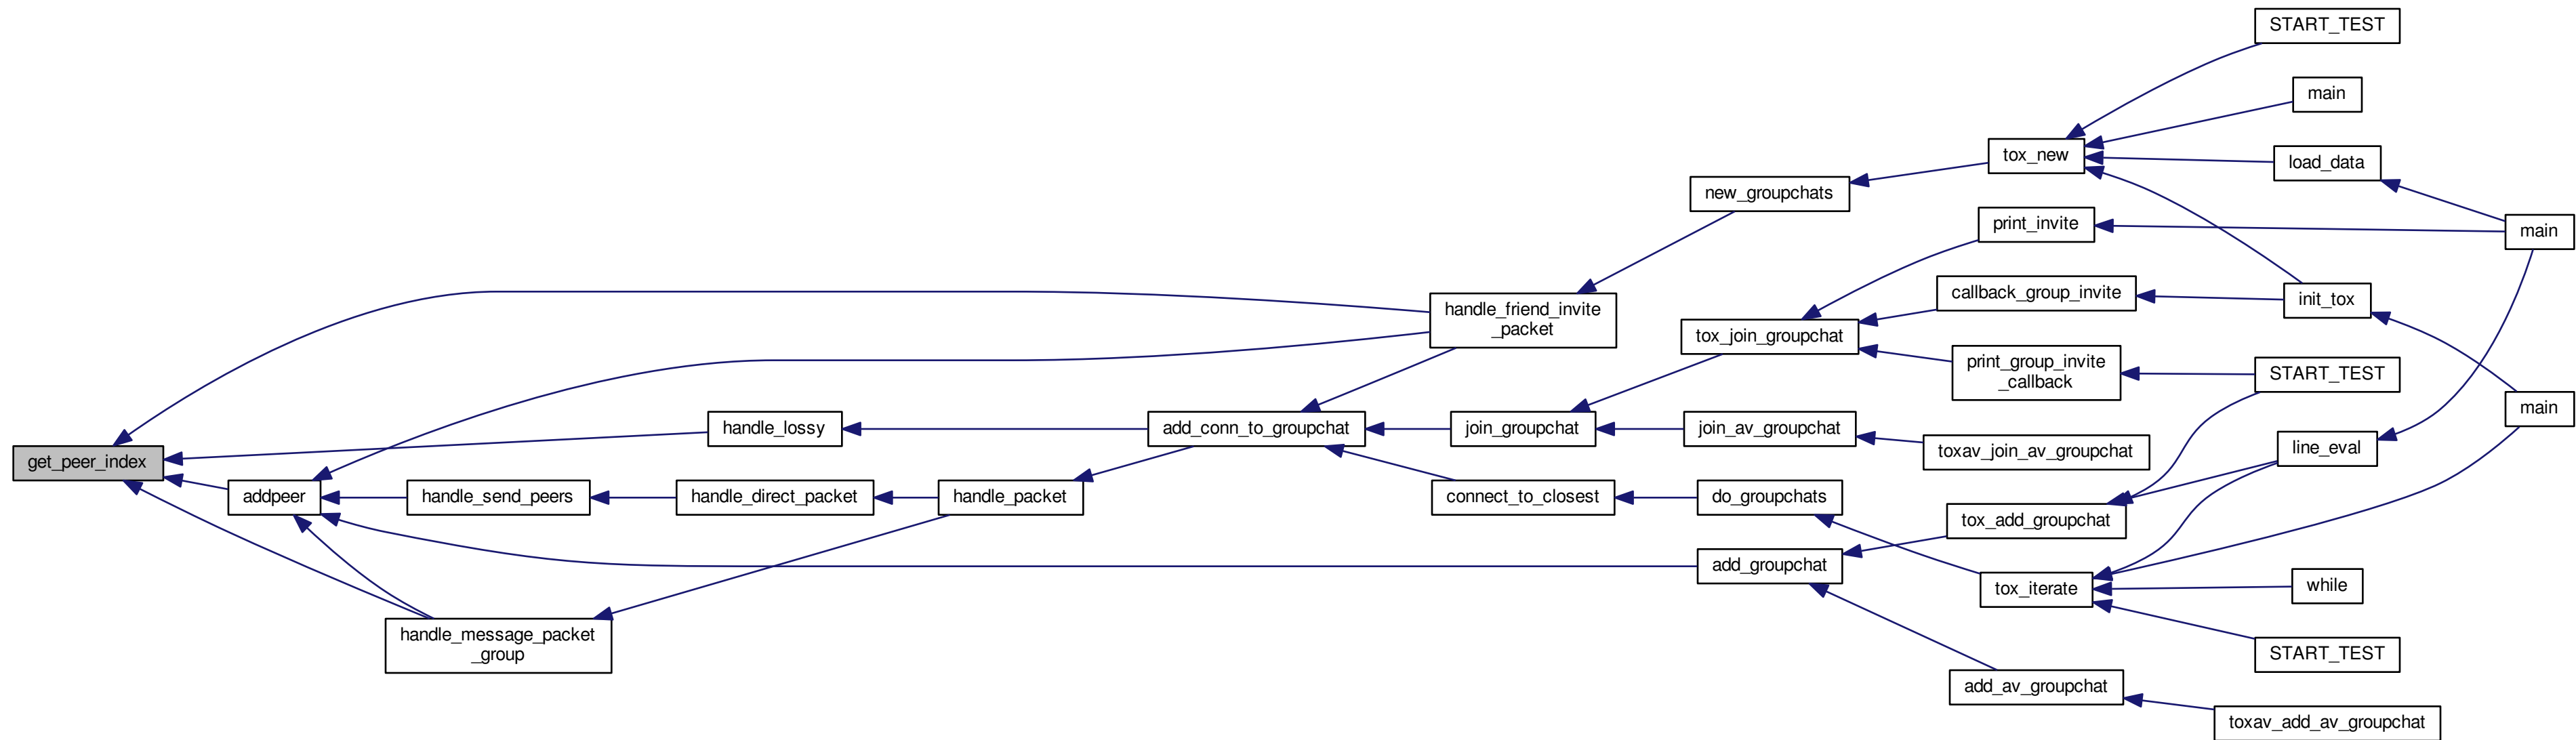 START_TEST
main
tox_new
load_data
new_groupchats
print_invite
main
callback_group_invite
init_tox
handle_friend_invite
_packet
tox_join_groupchat
print_group_invite
_callback
START_TEST
main
handle_lossy
add_conn_to_groupchat
join_groupchat
join_av_groupchat
toxav_join_av_groupchat
line_eval
get_peer_index
addpeer
handle_send_peers
handle_direct_packet
handle_packet
connect_to_closest
do_groupchats
tox_add_groupchat
add_groupchat
tox_iterate
while
handle_message_packet
_group
START_TEST
add_av_groupchat
toxav_add_av_groupchat